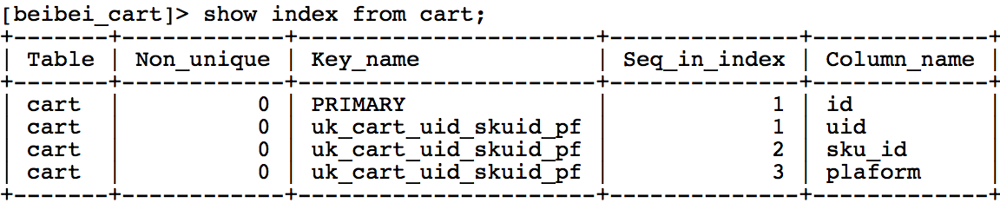 [beibei_cart]> show index from cart;
+-------+------------+----------------------+--------------+-------------+
| Table | Non_unique | Key_name             | Seq_in_index | Column_name |
+-------+------------+----------------------+--------------+-------------+
| cart  |          0 | PRIMARY              |            1 | id          |
| cart  |          0 | uk_cart_uid_skuid_pf |            1 | uid         |
| cart  |          0 | uk_cart_uid_skuid_pf |            2 | sku_id      |
| cart  |          0 | uk_cart_uid_skuid_pf |            3 | plaform     |
+-------+------------+----------------------+--------------+-------------+